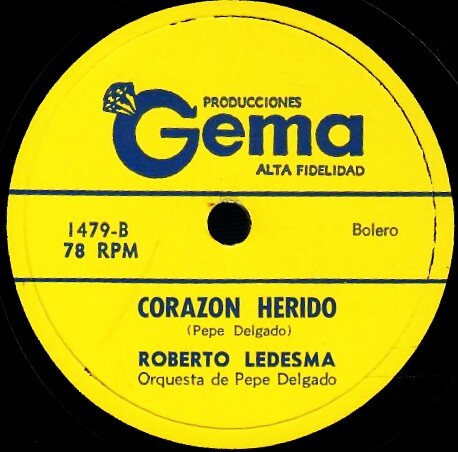 PRODUCCIONES
Gema
ALTA FIDELIDAD
1479-B
78 RPM
Bolero
CORAZON HERIDO
(Pepe Delgado)
ROBERTO LEDESMA
Orquesta de Pepe Delgado